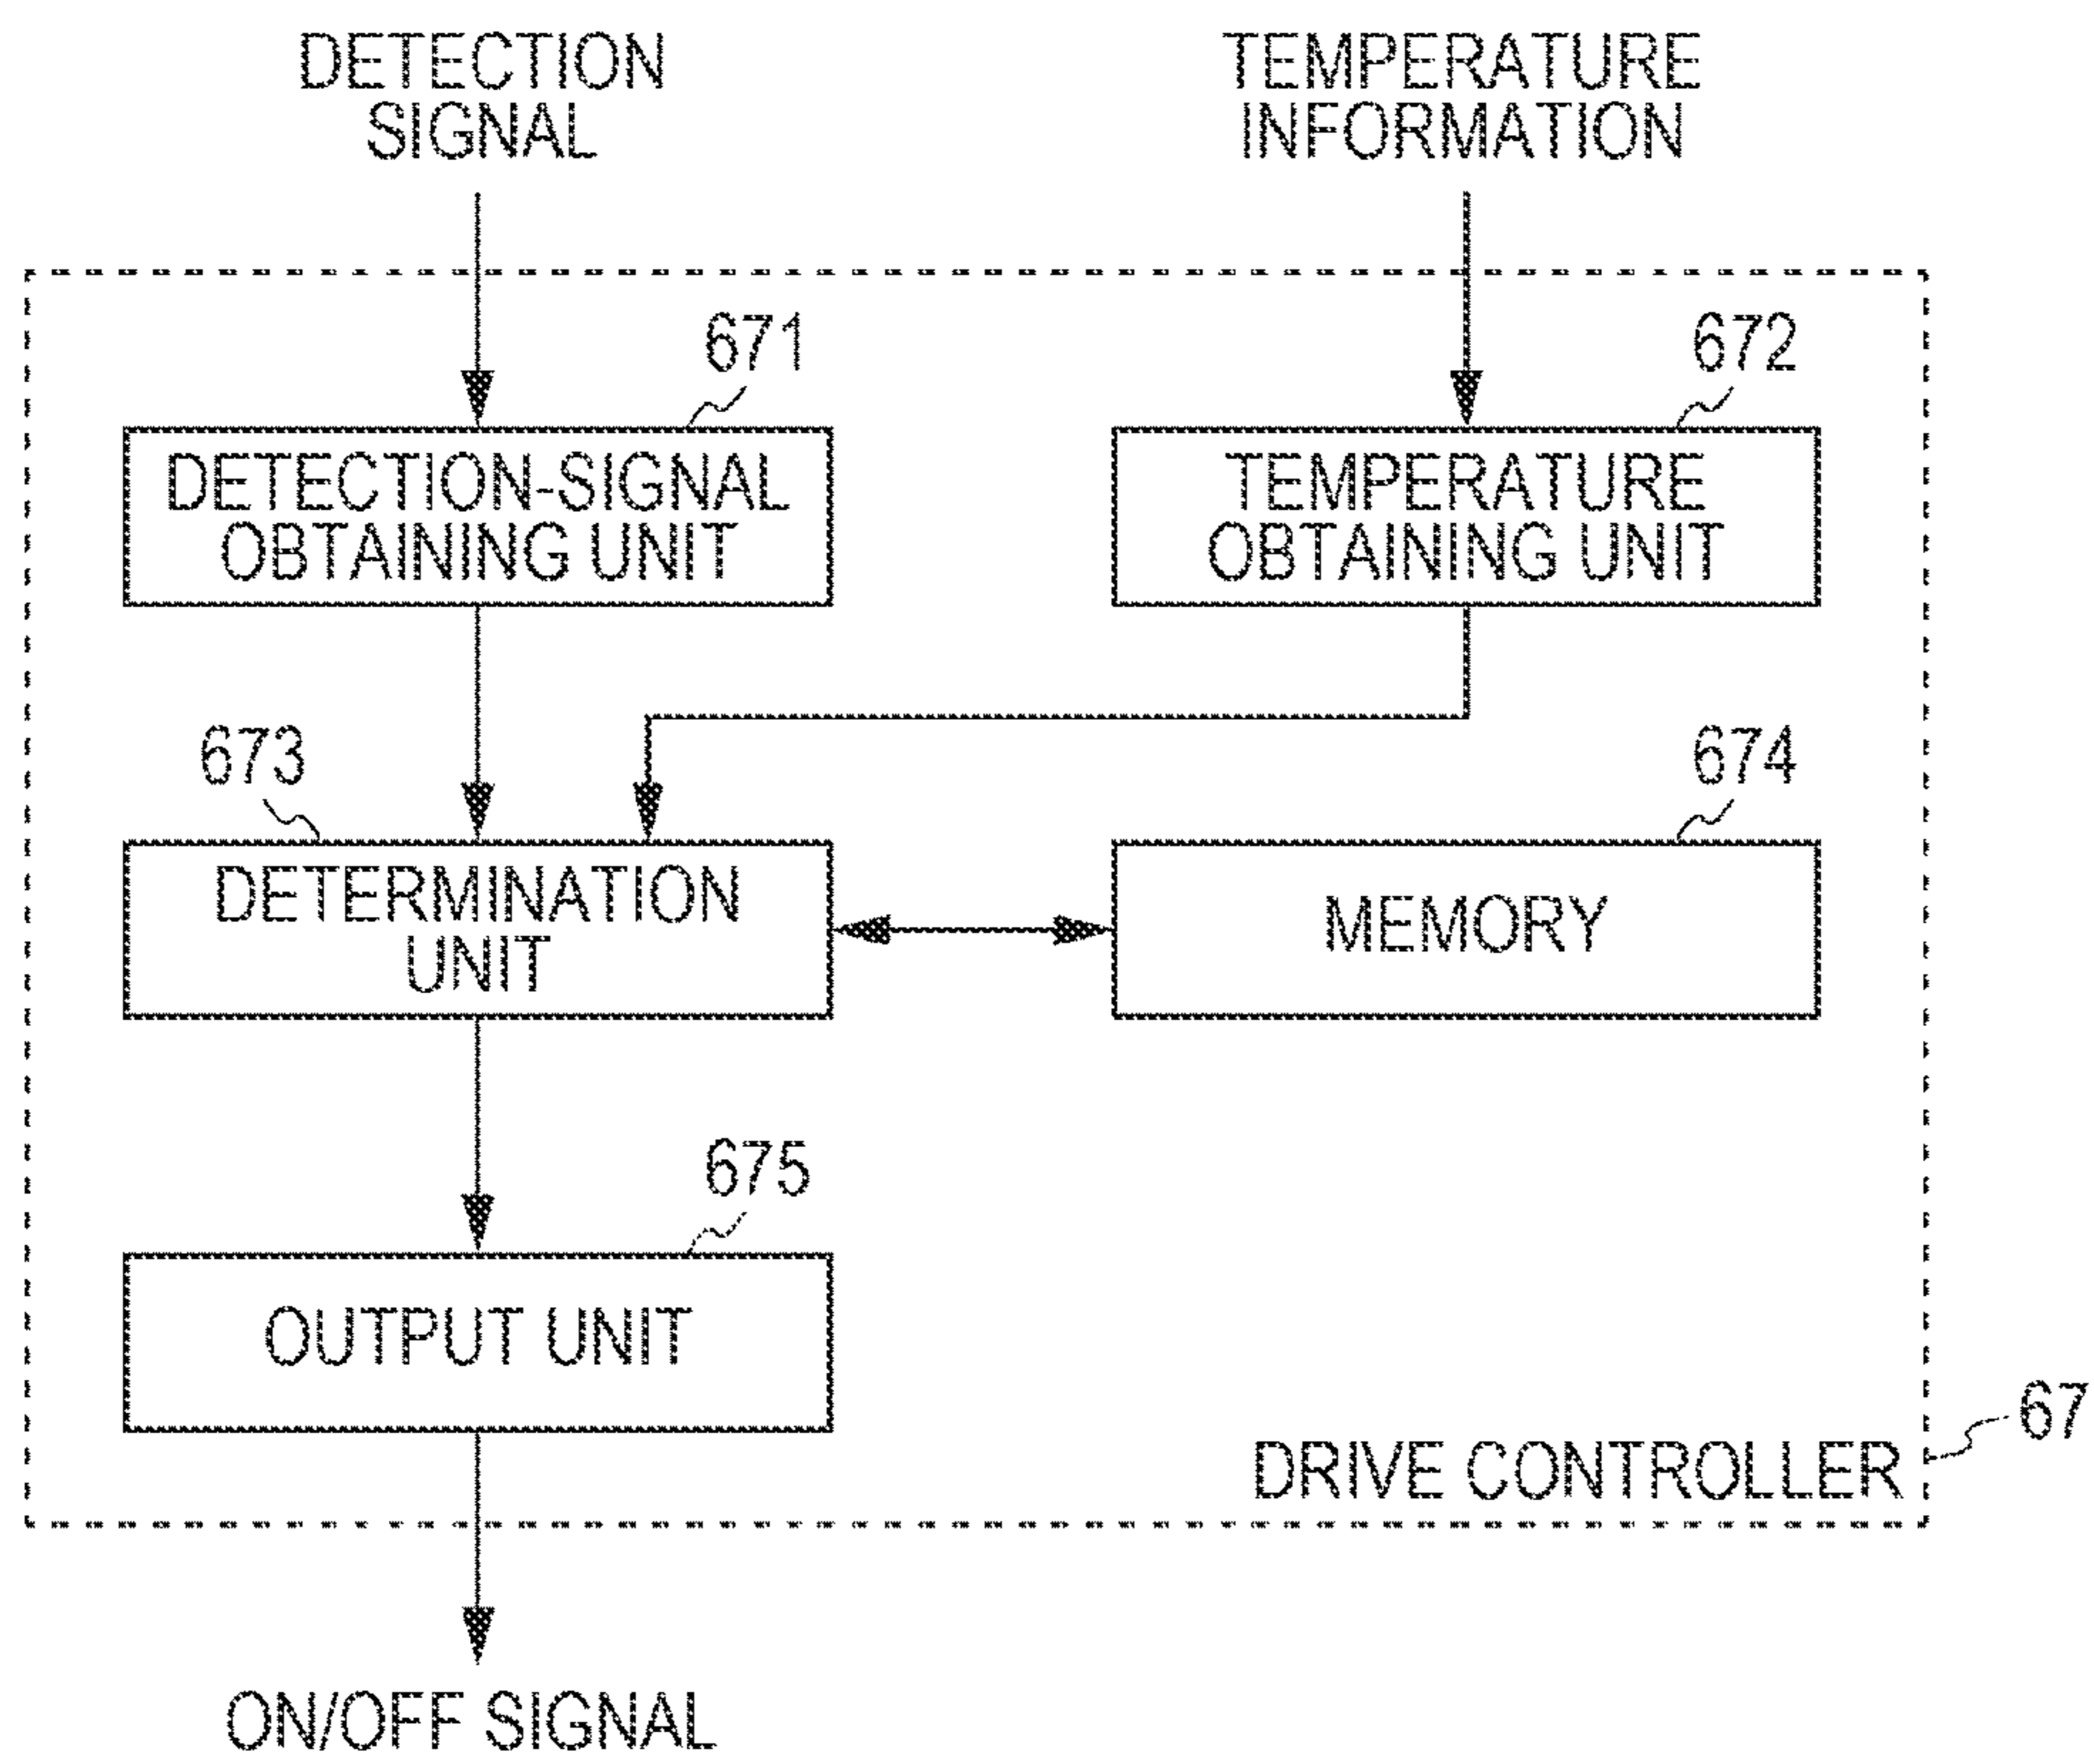 DETECTION
SIGNAL
TEMPERATURE
INFORMATION
671
672
DETECTION-SIGNAL
OBTAINING UNIT
TEMPERATURE
OBTAINING UNIT
673
674
DETERMINATION
UNIT
MEMORY
675
OUTPUT UNIT
67
DRIVE CONTROLLER
ON/OFF SIGNAL